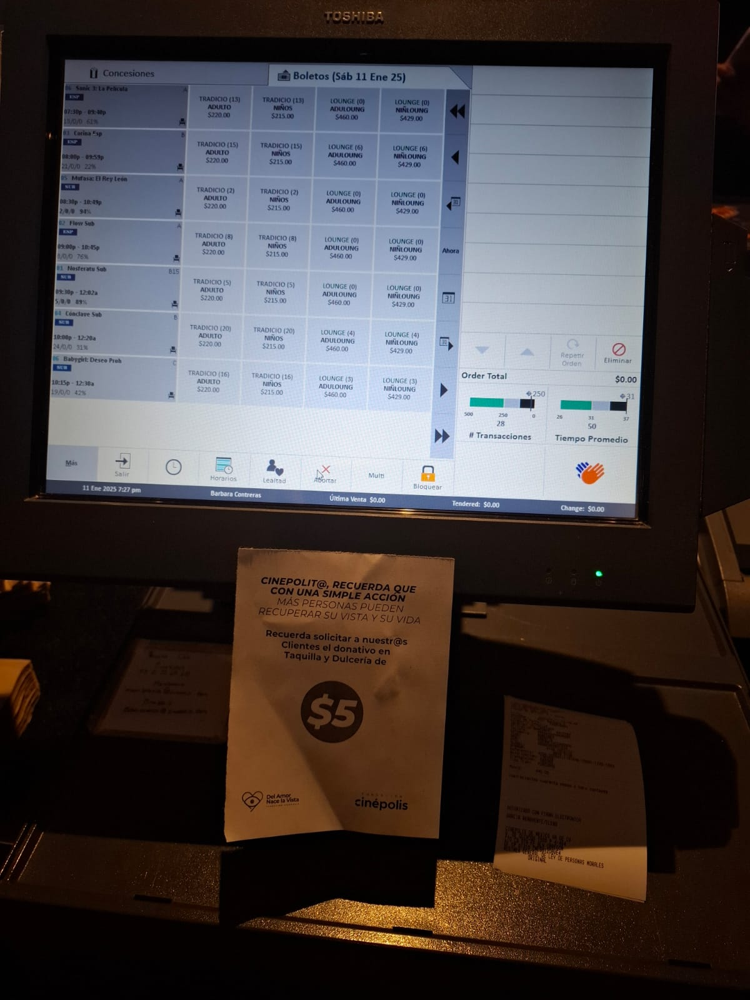 TOSHIBA
Concesiones
Boletos (Sáb 11 Ene 25)
06 Sonic 3: La Película A
ESP
07:30p - 09:40p
13/0/0 61%
TRADICIO (13) ADULTO $220.00
TRADICIO (13) NIÑOS $215.00
LOUNGE (0) ADULOUNG $460.00
LOUNGE (0) NIÑLOUNG $429.00
03 Corina Esp B
ESP
08:00p - 09:59p
21/0/0 22%
TRADICIO (15) ADULTO $220.00
TRADICIO (15) NIÑOS $215.00
LOUNGE (6) ADULOUNG $460.00
LOUNGE (6) NIÑLOUNG $429.00
05 Mufasa: El Rey León A
SUB
08:30p - 10:49p
2/0/0 94%
TRADICIO (2) ADULTO $220.00
TRADICIO (2) NIÑOS $215.00
LOUNGE (0) ADULOUNG $460.00
LOUNGE (0) NIÑLOUNG $429.00
02 Flow Sub A
ESP
09:00p - 10:45p
8/0/0 76%
TRADICIO (8) ADULTO $220.00
TRADICIO (8) NIÑOS $215.00
LOUNGE (0) ADULOUNG $460.00
LOUNGE (0) NIÑLOUNG $429.00
01 Nosferatu Sub B15
SUB
09:30p - 12:02a
5/0/0 89%
TRADICIO (5) ADULTO $220.00
TRADICIO (5) NIÑOS $215.00
LOUNGE (0) ADULOUNG $460.00
LOUNGE (0) NIÑLOUNG $429.00
04 Cónclave Sub B
SUB
10:00p - 12:20a
24/0/0 31%
TRADICIO (20) ADULTO $220.00
TRADICIO (20) NIÑOS $215.00
LOUNGE (4) ADULOUNG $460.00
LOUNGE (4) NIÑLOUNG $429.00
06 Babygirl: Deseo Proh C
SUB
10:15p - 12:30a
19/0/0 42%
TRADICIO (16) ADULTO $220.00
TRADICIO (16) NIÑOS $215.00
LOUNGE (3) ADULOUNG $460.00
LOUNGE (3) NIÑLOUNG $429.00
31
Ahora
31
31
Repetir Orden
Eliminar
Order Total $0.00
250
500 250 0
28
# Transacciones
31
26 31 37
50
Tiempo Promedio
Más
Salir
Horarios
Lealtad
Abortar
Multi
Bloquear
11 Ene 2025 7:27 pm
Barbara Contreras
Última Venta $0.00
Tendered: $0.00
Change: $0.00
CINEPOLIT@, RECUERDA QUE
CON UNA SIMPLE ACCIÓN
MÁS PERSONAS PUEDEN
RECUPERAR SU VISTA Y SU VIDA
Recuerda solicitar a nuestr@s
Clientes el donativo en
Taquilla y Dulcería de
$5
Del Amor
Nace la Vista
FUNDACIÓN
cinépolis
AUTORIZADO CON FIRMA ELECTRONICA
GARCIA BENAVENTE/ELENA
CINEPOLIS DE MEXICO SA DE CV
LEY DE PERSONAS MORALES
ORIGINAL